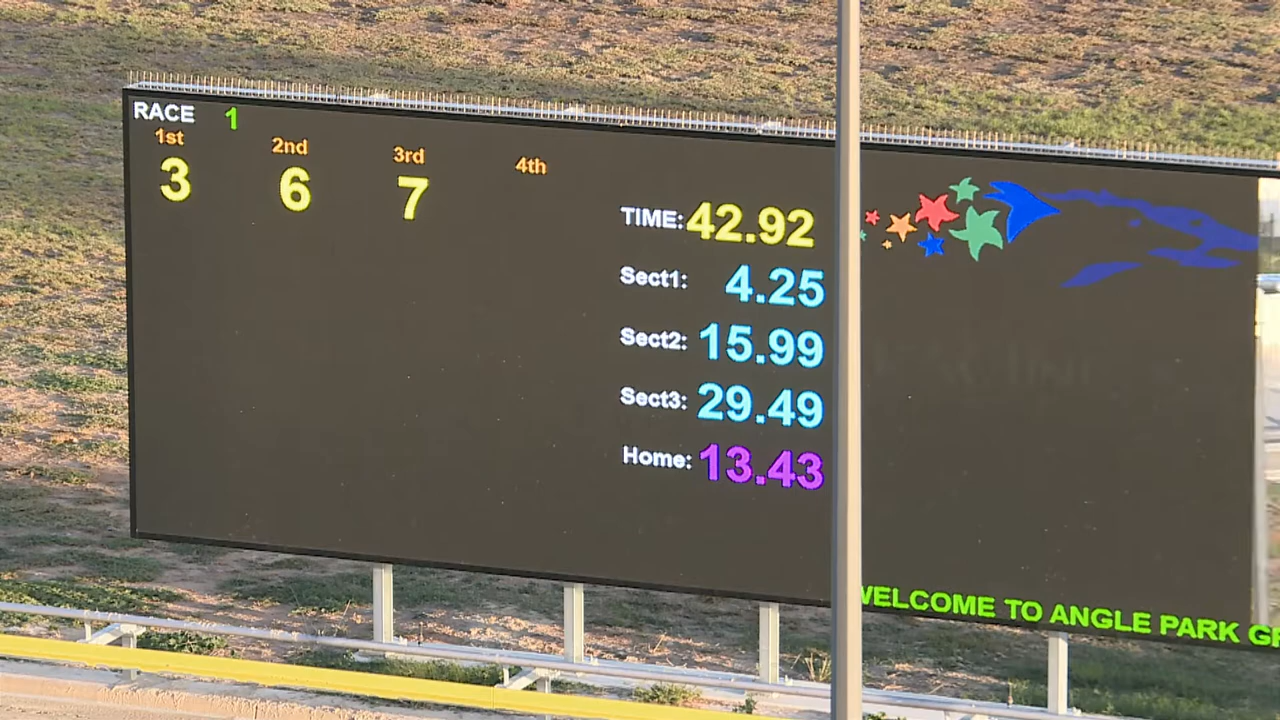 RACE 1
1st 2nd 3rd 4th
3 6 7
TIME: 42.92
Sect1: 4.25
Sect2: 15.99
Sect3: 29.49
Home: 13.43
WELCOME TO ANGLE PARK